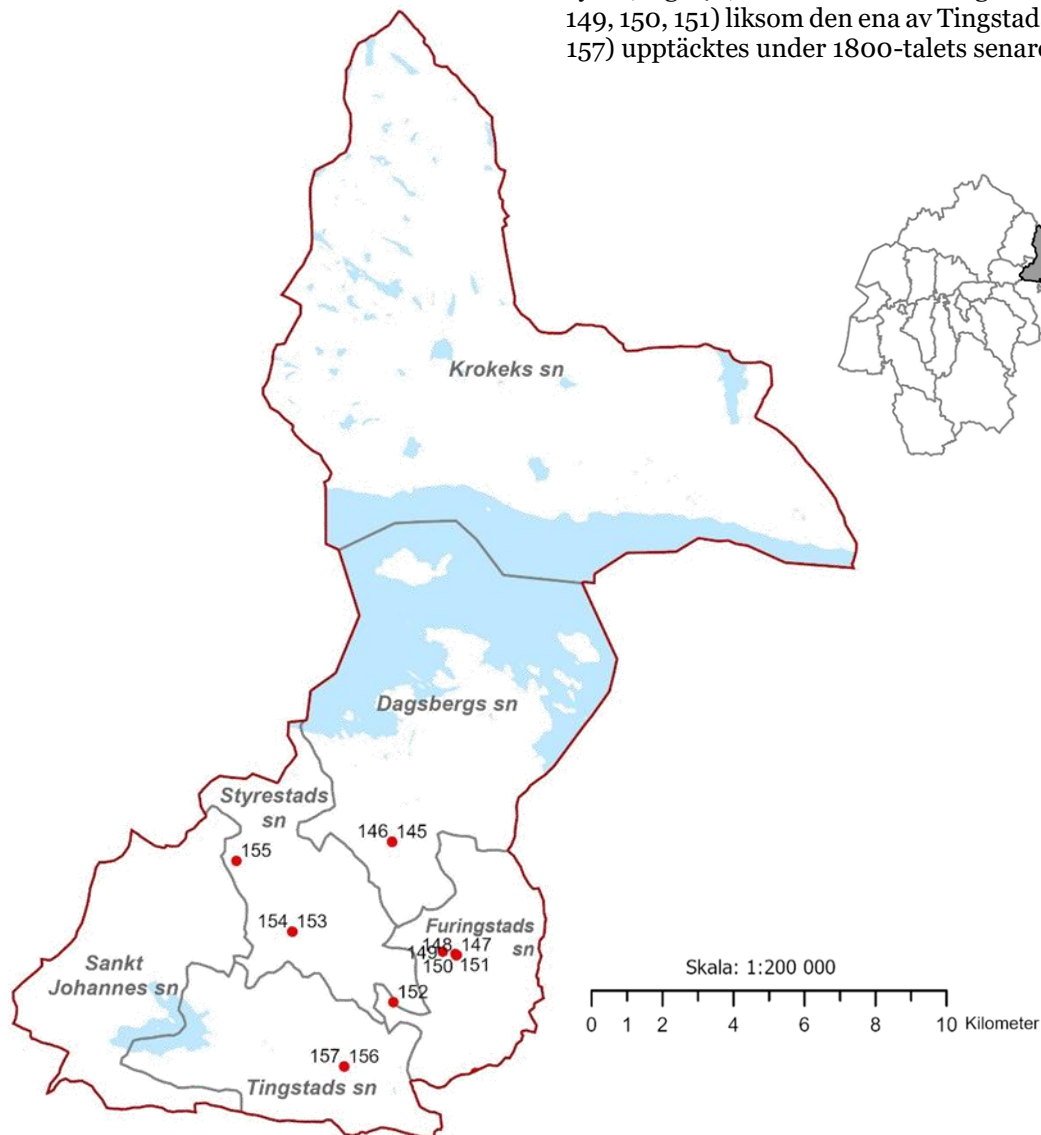 149, 150, 151) liksom den ena av Tingstad
157) upptäcktes under 1800-talets senare
Krokeks sn
Dagsbergs sn
Styrestads
sn
146 145
155
154 153
Furingstads
sn
148 147
149
150 151
Sankt
Johannes sn
152
157 156
Tingstads sn
Skala: 1:200 000
0 1 2 4 6 8 10 Kilometer